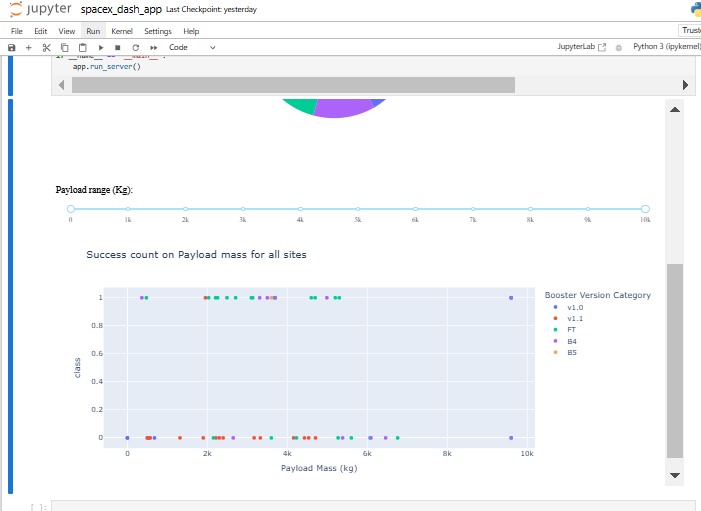 jupyter spacex_dash_app Last Checkpoint: yesterday
File Edit View Run Kernel Settings Help
Trust
Code
JupyterLab
Python 3 (ipykernel)
app.run_server()
Payload range (Kg):
0 1k 2k 3k 4k 5k 6k 7k 8k 9k 10k
Success count on Payload mass for all sites
Booster Version Category
v1.0
v1.1
FT
B4
B5
1
0.8
0.6
0.4
0.2
0
class
0 2k 4k 6k 8k 10k
Payload Mass (kg)
[ ]: